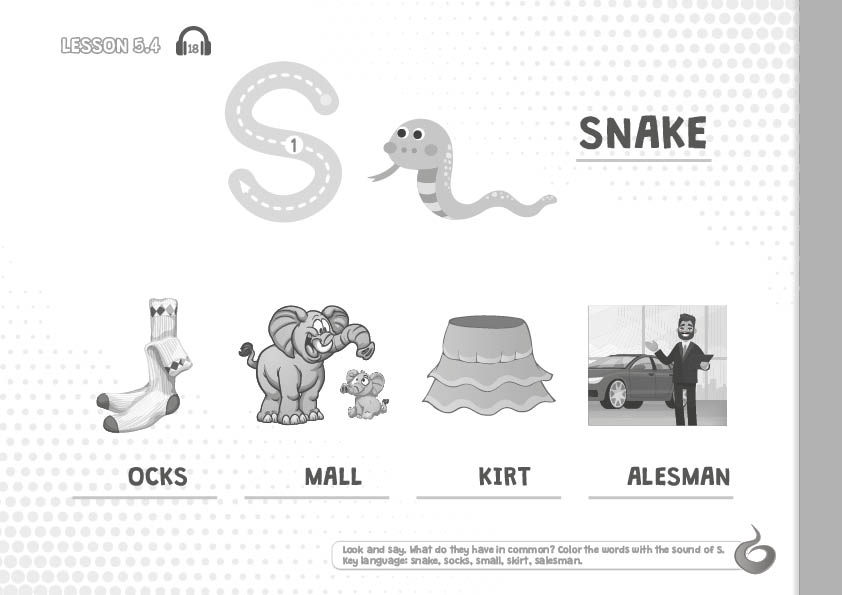 LESSON 5.4
18
S
1
SNAKE
OCKS MALL KIRT ALESMAN
Look and say. What do they have in common? Color the words with the sound of S.
Key language: snake, socks, small, skirt, salesman.